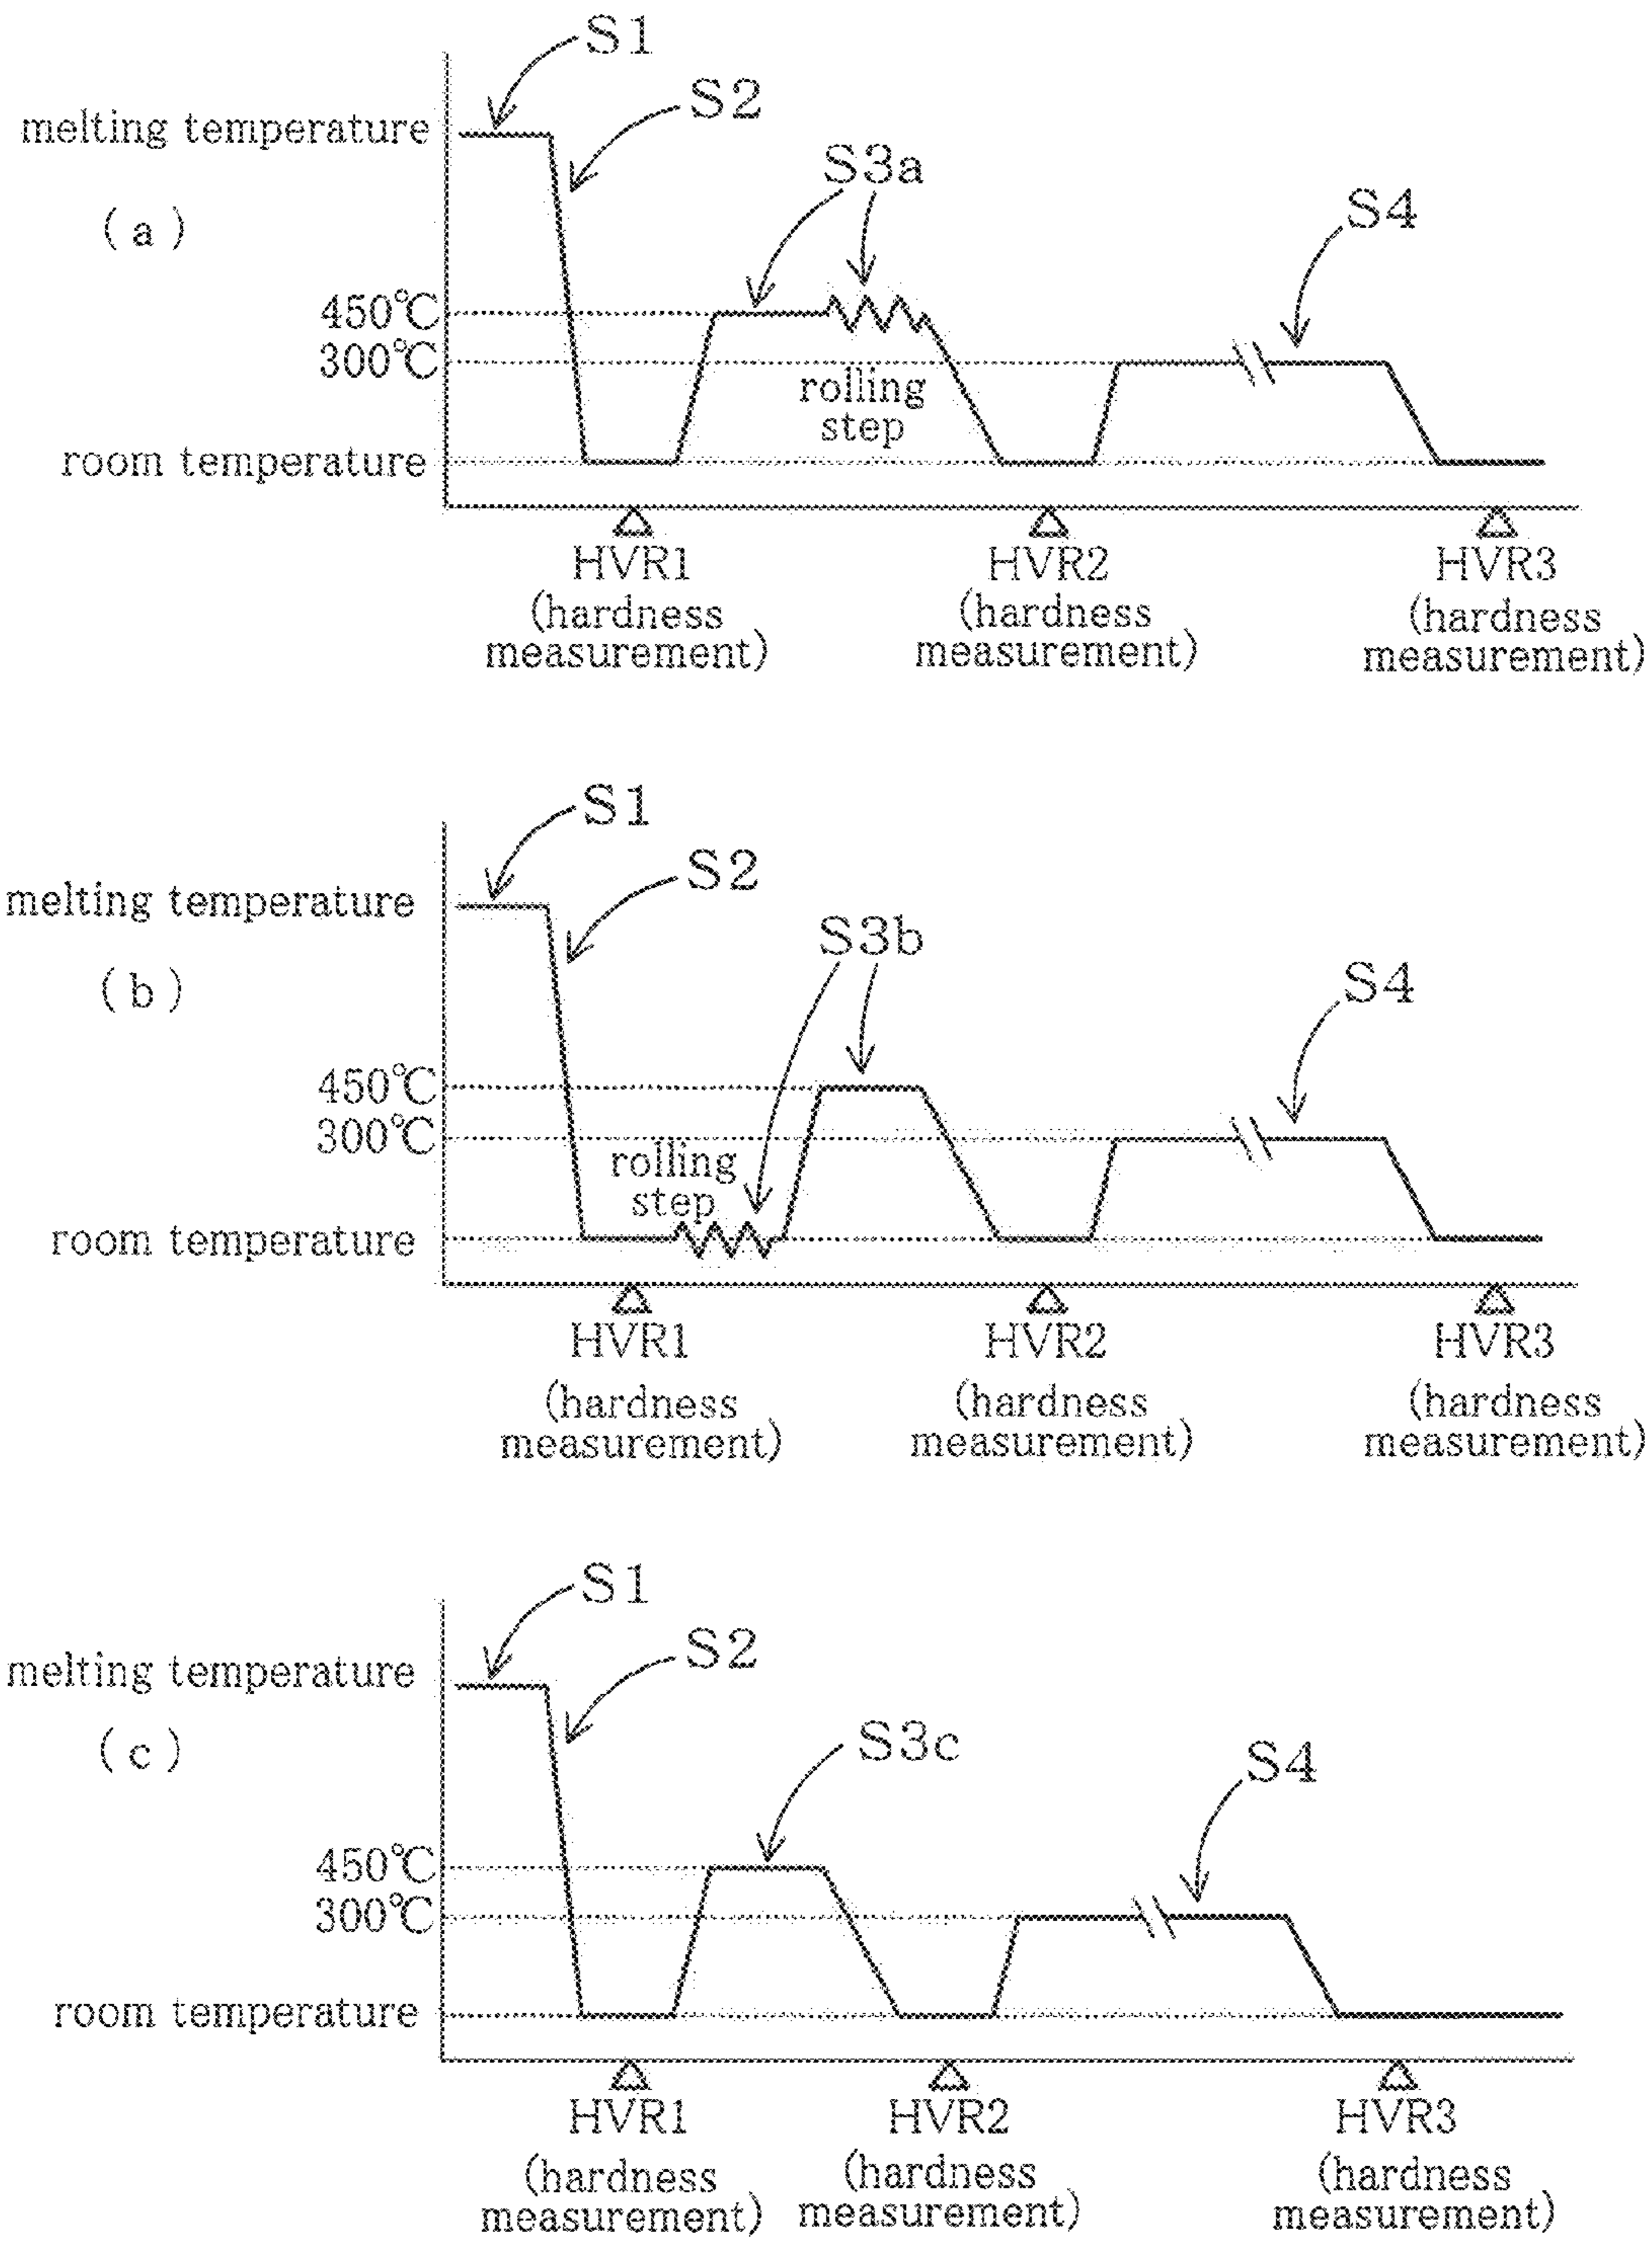 S1
S2
melting temperature
S3a
S4
( a )
450℃
300℃
rolling
step
room temperature
HVR1 HVR2 HVR3
(hardness (hardness (hardness
measurement) measurement) measurement)
S1
S2
melting temperature
S3b
S4
( b )
450℃
300℃
rolling
step
room temperature
HVR1 HVR2 HVR3
(hardness (hardness (hardness
measurement) measurement) measurement)
S1
S2
melting temperature
S3c
S4
( c )
450℃
300℃
room temperature
HVR1 HVR2 HVR3
(hardness (hardness (hardness
measurement) measurement) measurement)